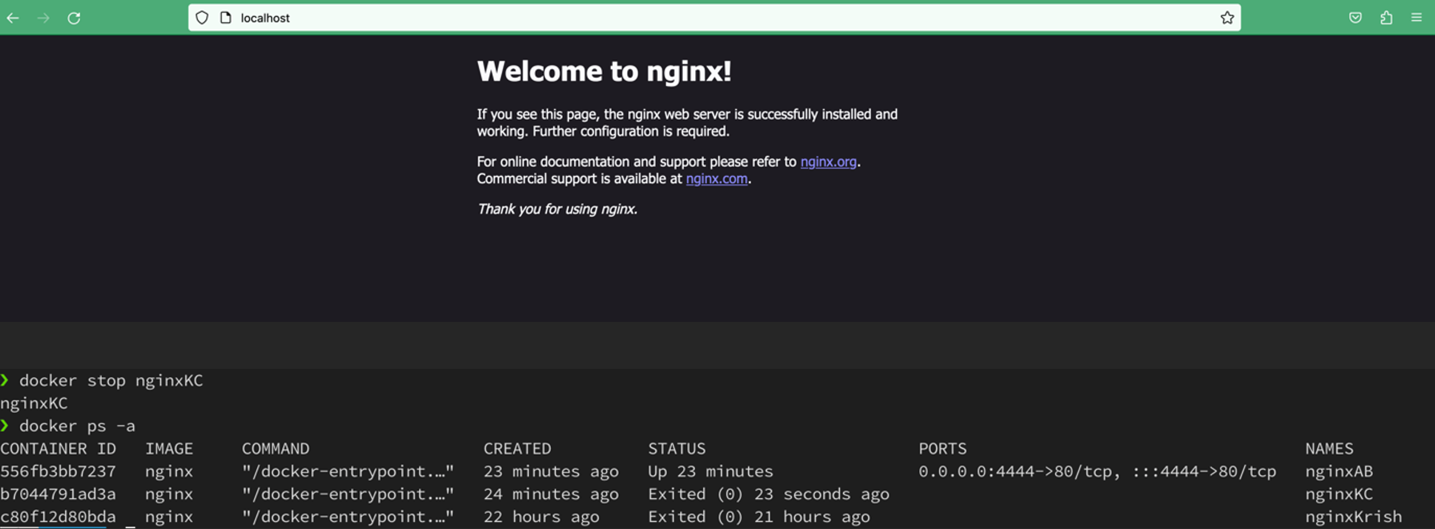 localhost
Welcome to nginx!
If you see this page, the nginx web server is successfully installed and
working. Further configuration is required.
For online documentation and support please refer to nginx.org.
Commercial support is available at nginx.com.
Thank you for using nginx.
❯ docker stop nginxKC
nginxKC
❯ docker ps -a
CONTAINER ID IMAGE COMMAND CREATED STATUS PORTS NAMES
556fb3bb7237 nginx "/docker-entrypoint.…" 23 minutes ago Up 23 minutes 0.0.0.0:4444->80/tcp, :::4444->80/tcp nginxAB
b7044791ad3a nginx "/docker-entrypoint.…" 24 minutes ago Exited (0) 23 seconds ago nginxKC
c80f12d80bda nginx "/docker-entrypoint.…" 22 hours ago Exited (0) 21 hours ago nginxKrish